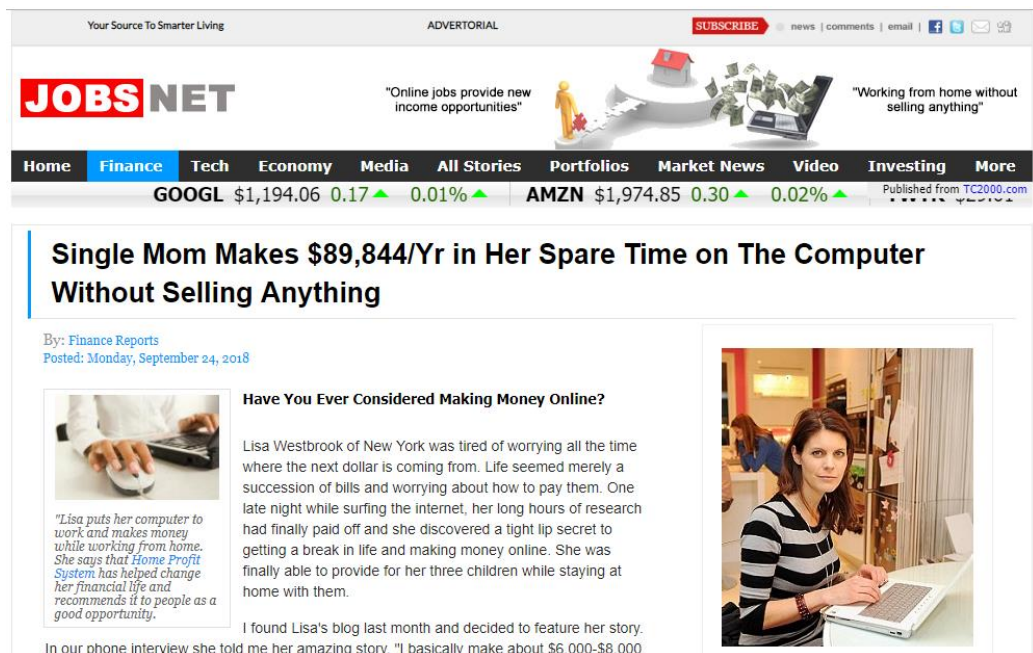 Your Source To Smarter Living
ADVERTORIAL
SUBSCRIBE
news | comments | email |
JOBS NET
"Online jobs provide new
income opportunities"
"Working from home without
selling anything"
Home Finance Tech Economy Media All Stories Portfolios Market News Video Investing More
GOOGL $1,194.06 0.17 0.01% AMZN $1,974.85 0.30 0.02%
Published from TC2000.com
Single Mom Makes $89,844/Yr in Her Spare Time on The Computer
Without Selling Anything
By: Finance Reports
Posted: Monday, September 24, 2018
"Lisa puts her computer to
work and makes money
while working from home.
She says that Home Profit
System has helped change
her financial life and
recommends it to people as a
good opportunity.
Have You Ever Considered Making Money Online?
Lisa Westbrook of New York was tired of worrying all the time
where the next dollar is coming from. Life seemed merely a
succession of bills and worrying about how to pay them. One
late night while surfing the internet, her long hours of research
had finally paid off and she discovered a tight lip secret to
getting a break in life and making money online. She was
finally able to provide for her three children while staying at
home with them.
I found Lisa's blog last month and decided to feature her story.
In our phone interview she told me her amazing story. "I basically make about $6,000-$8,000